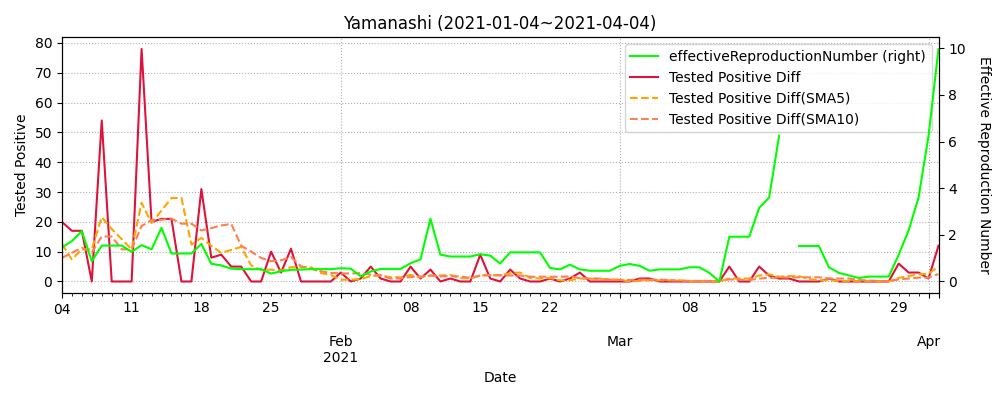 Yamanashi (2021-01-04~2021-04-04)
effectiveReproductionNumber (right)
Tested Positive Diff
Tested Positive Diff(SMA5)
Tested Positive Diff(SMA10)
Tested Positive
80
70
60
50
40
30
20
10
0
Effective Reproduction Number
10
8
6
4
2
0
04 11 18 25 08 15 22 08 15 22 29
Feb Mar Apr
2021
Date